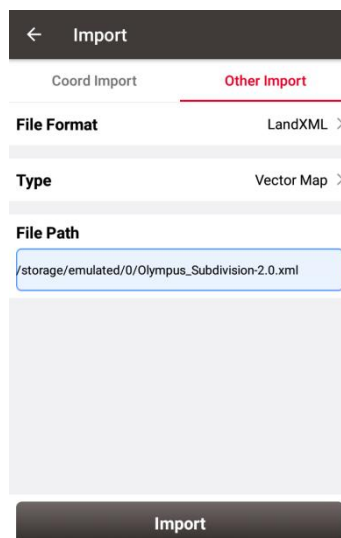 Import
Coord Import Other Import
File Format LandXML
Type Vector Map
File Path
/storage/emulated/0/Olympus_Subdivision-2.0.xml
Import